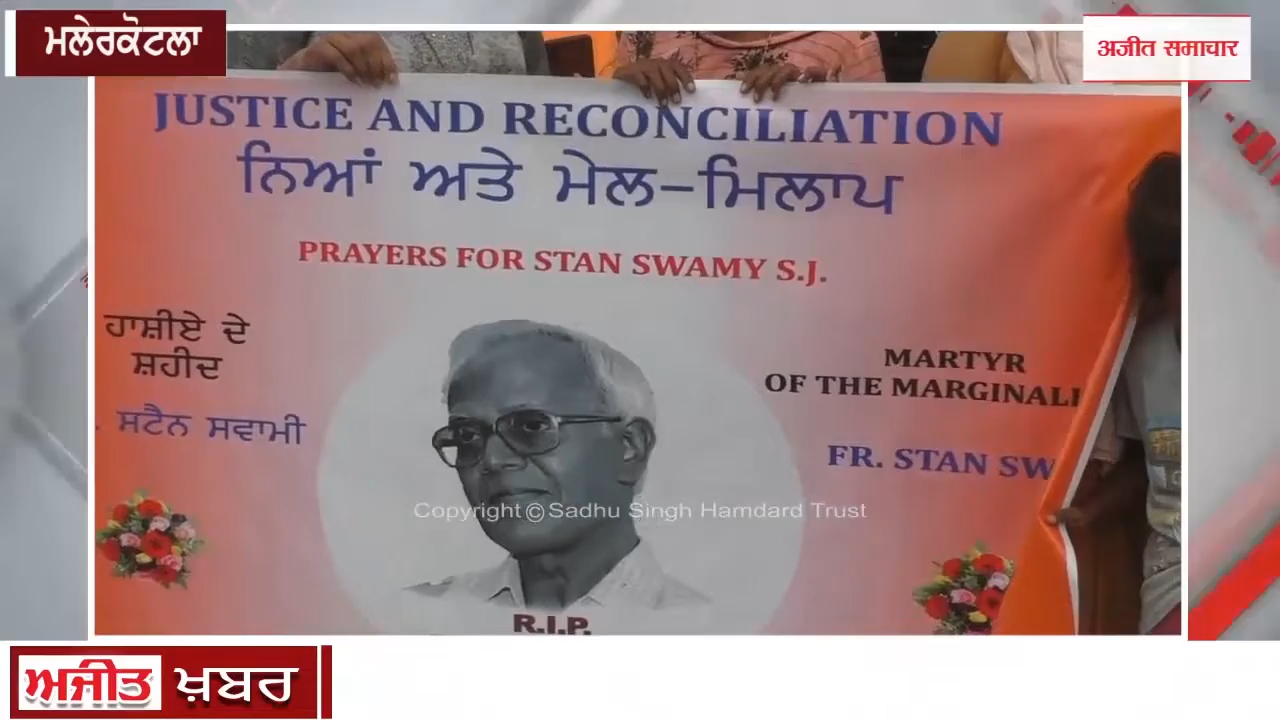 ਮਲੇਰਕੋਟਲਾ
अजीत समाचार
JUSTICE AND RECONCILIATION
ਨਿਆਂ ਅਤੇ ਮੇਲ-ਮਿਲਾਪ
PRAYERS FOR STAN SWAMY S.J.
ਹਾਸ਼ੀਏ ਦੇ
ਸ਼ਹੀਦ
ਸਟੈਨ ਸਵਾਮੀ
MARTYR
OF THE MARGINALI
FR. STAN SW
Copyright © Sadhu Singh Hamdard Trust
R.I.P.
ਅਜੀਤ ਖ਼ਬਰ